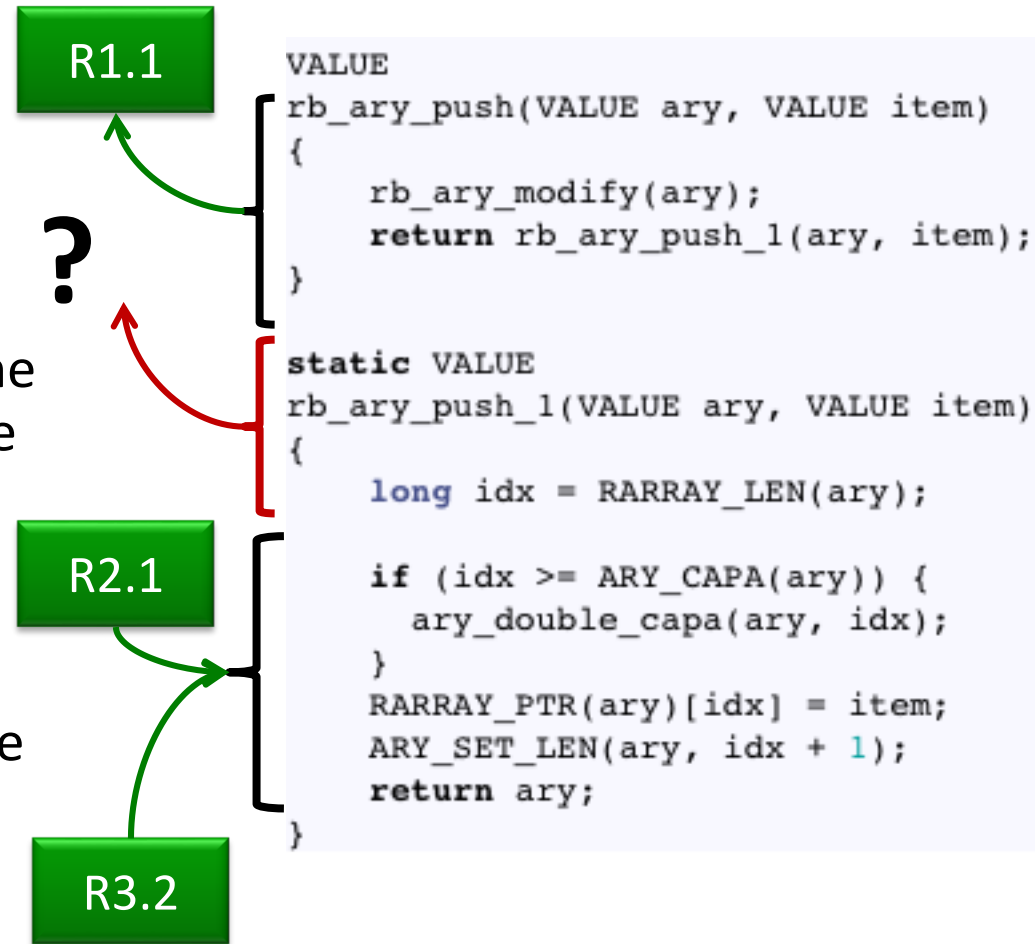 R1.1
VALUE
rb_ary_push(VALUE ary, VALUE item)
{
    rb_ary_modify(ary);
    return rb_ary_push_1(ary, item);
}
?
static VALUE
rb_ary_push_1(VALUE ary, VALUE item)
{
    long idx = RARRAY_LEN(ary);
R2.1
    if (idx >= ARY_CAPA(ary)) {
      ary_double_capa(ary, idx);
    }
    RARRAY_PTR(ary)[idx] = item;
    ARY_SET_LEN(ary, idx + 1);
    return ary;
}
R3.2